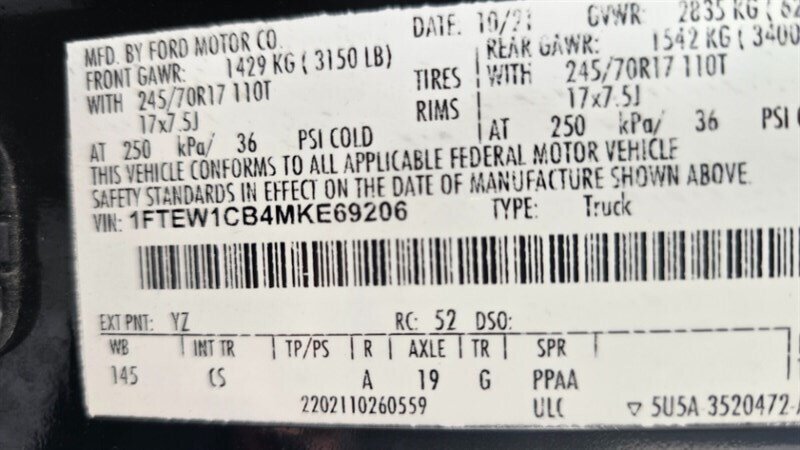 MFD. BY FORD MOTOR CO. DATE: 10/21 GVWR: 2835 KG
FRONT GAWR: 1429 KG ( 3150 LB) REAR GAWR: 1542 KG ( 3400
WITH 245/70R17 110T TIRES WITH 245/70R17 110T
17x7.5J RIMS 17x7.5J
AT 250 kPa/ 36 PSI COLD AT 250 kPa/ 36 PSI
THIS VEHICLE CONFORMS TO ALL APPLICABLE FEDERAL MOTOR VEHICLE
SAFETY STANDARDS IN EFFECT ON THE DATE OF MANUFACTURE SHOWN ABOVE.
VIN: 1FTEW1CB4MKE69206 TYPE: Truck
EXT PNT: YZ RC: 52 DSO:
WB INT TR TP/PS R AXLE TR SPR
145 CS A 19 G PPAA
2202110260559 ULC ▽ 5U5A 3520472-